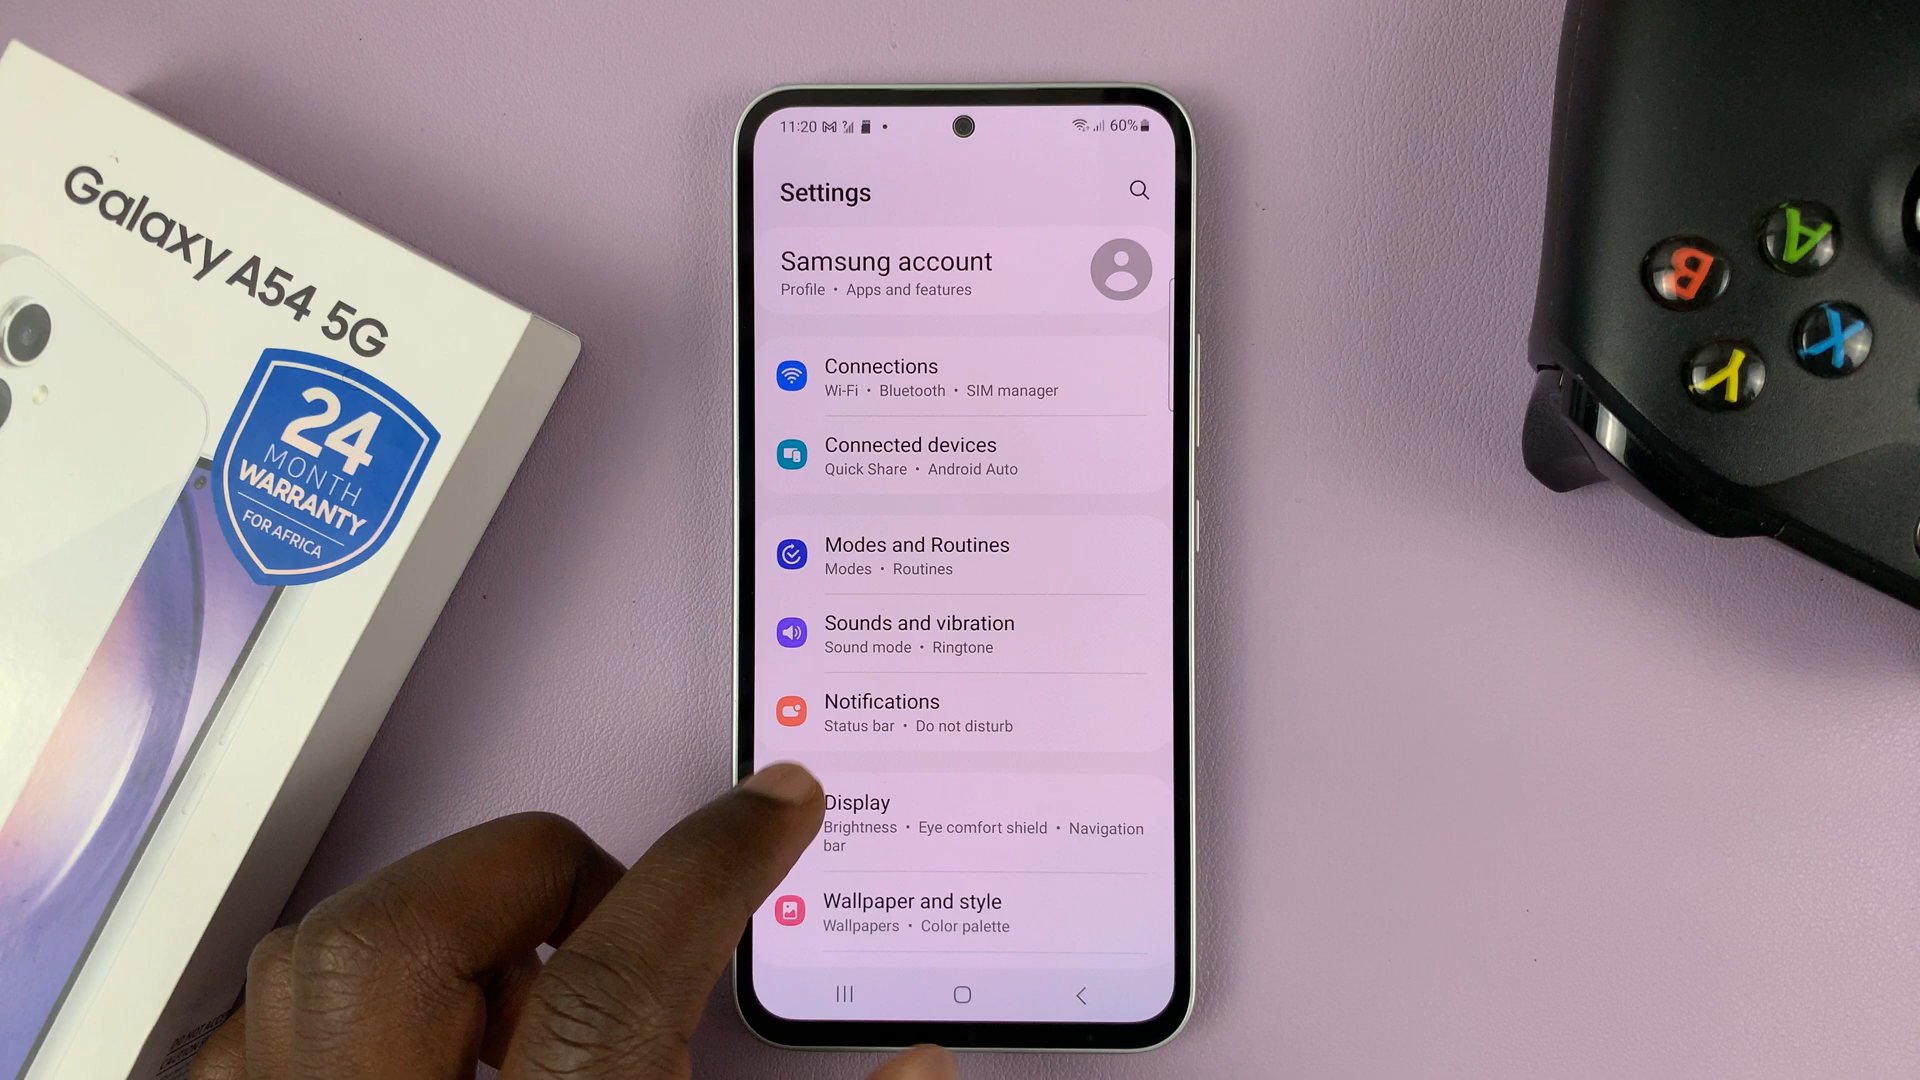 Galaxy A54 5G
24
MONTH
WARRANTY
FOR AFRICA
11:20
60%
Settings
Samsung account
Profile • Apps and features
Connections
Wi-Fi • Bluetooth • SIM manager
Connected devices
Quick Share • Android Auto
Modes and Routines
Modes • Routines
Sounds and vibration
Sound mode • Ringtone
Notifications
Status bar • Do not disturb
Display
Brightness • Eye comfort shield • Navigation
bar
Wallpaper and style
Wallpapers • Color palette
A
B
X
Y